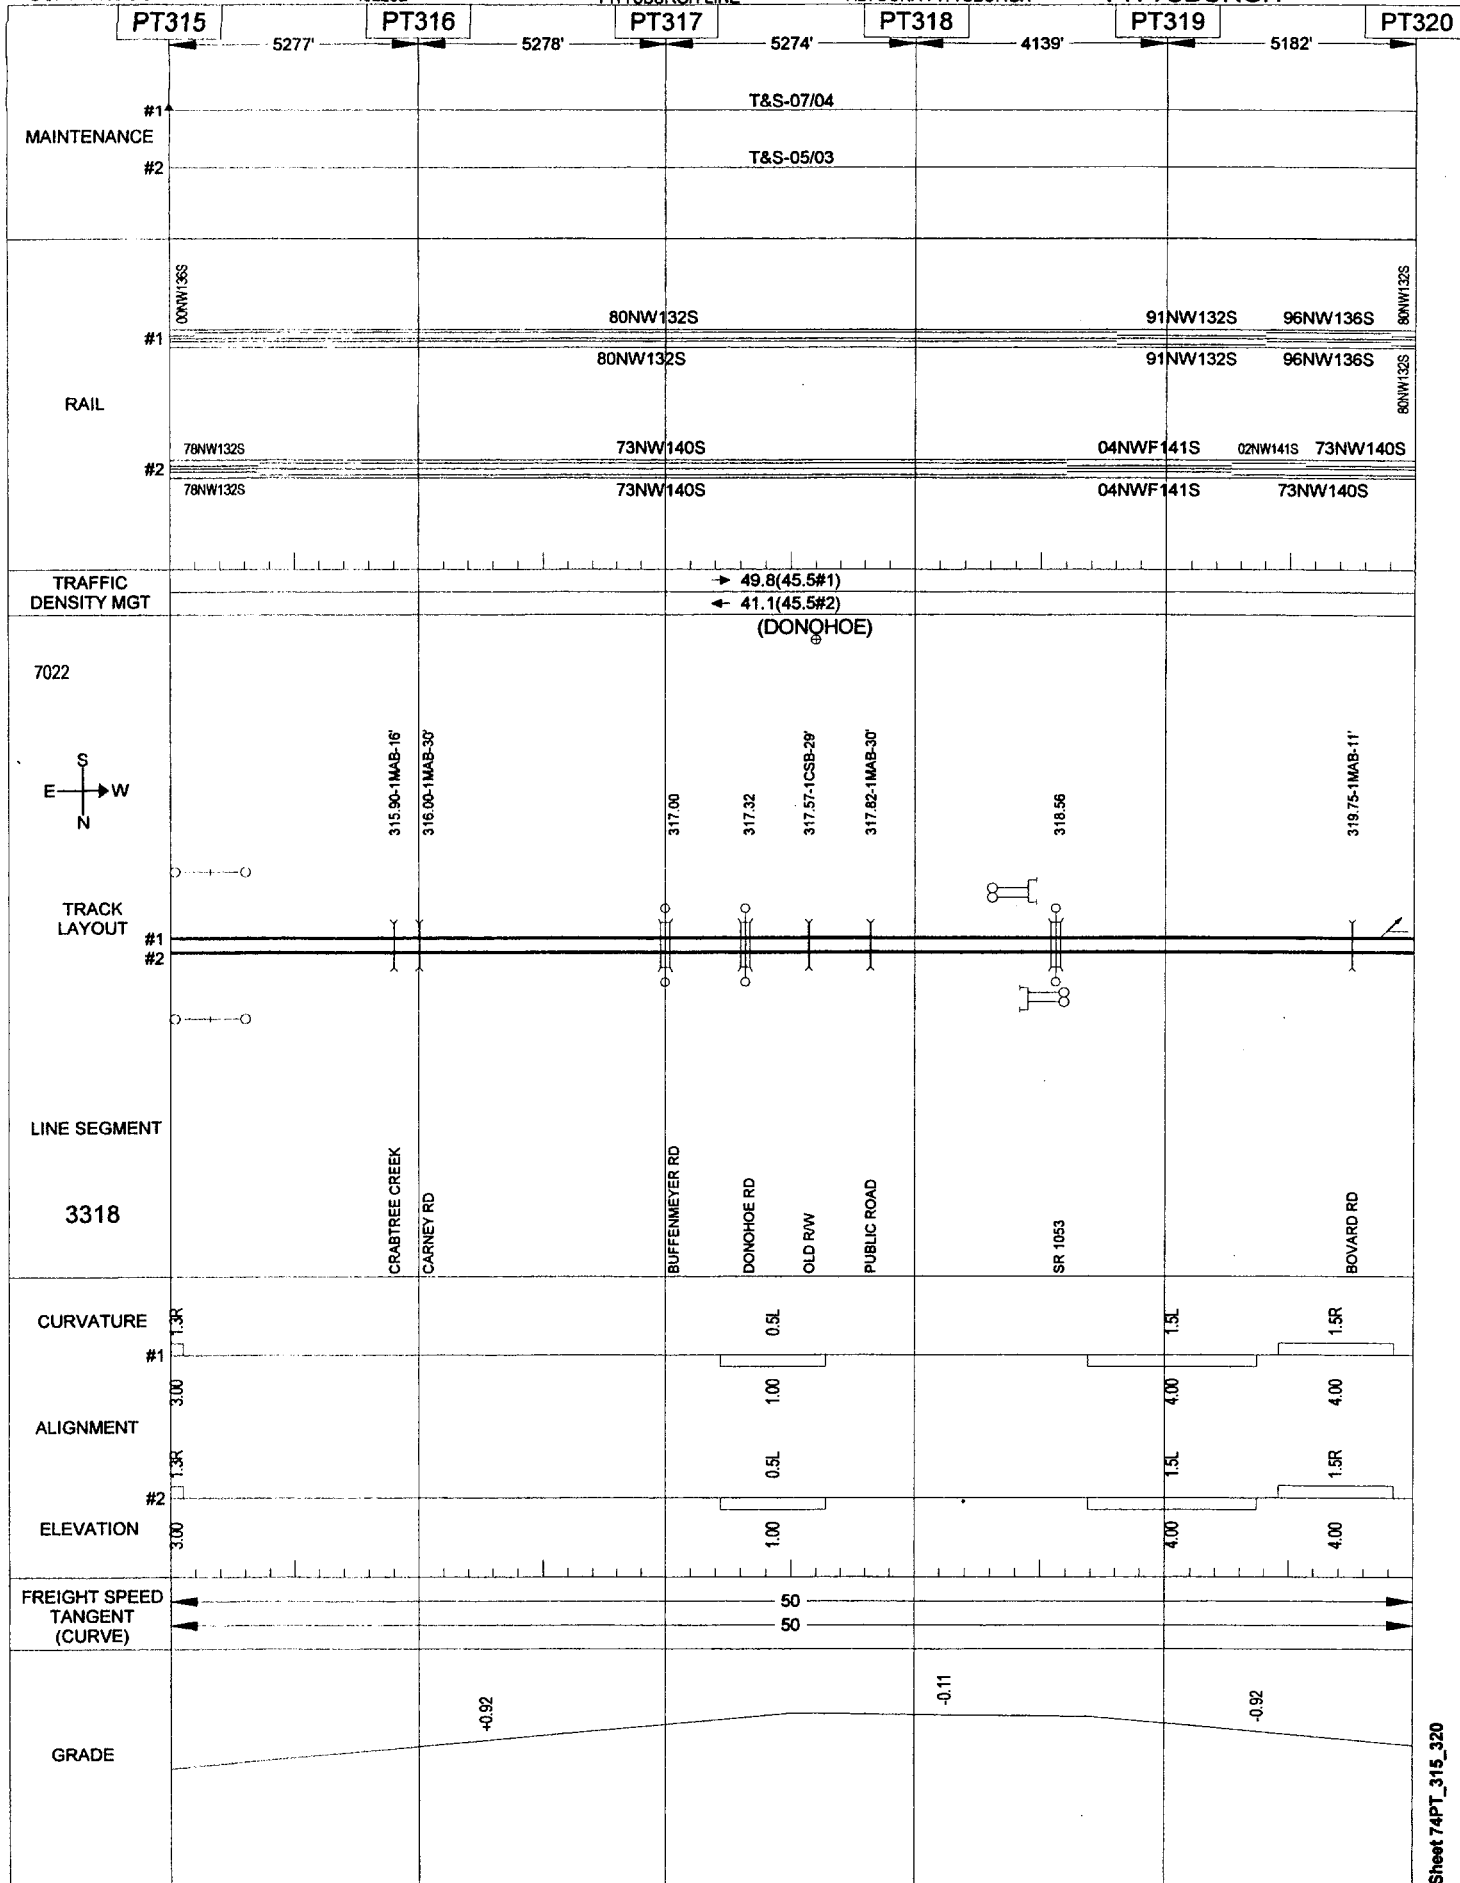 PT315 PT316 PT317 PT318 PT319 PT320
5277' 5278' 5274' 4139' 5182'
MAINTENANCE
#1 T&S-07/04
#2 T&S-05/03
RAIL
00NW136S
80NW132S 91NW132S 96NW136S 80NW132S
#1
80NW132S 91NW132S 96NW136S 80NW132S
78NW132S 73NW140S 04NWF141S 02NW141S 73NW140S
#2
78NW132S 73NW140S 04NWF141S 73NW140S
TRAFFIC
DENSITY MGT
49.8(45.5#1)
41.1(45.5#2)
(DONOHOE)
7022
S
E W
N
315.90-1MAB-16'
316.00-1MAB-30'
317.00
317.32
317.57-1CSB-29'
317.82-1MAB-30'
318.56
319.75-1MAB-11'
TRACK
LAYOUT
#1
#2
LINE SEGMENT
3318
CRABTREE CREEK
CARNEY RD
BUFFENMEYER RD
DONOHOE RD
OLD R/W
PUBLIC ROAD
SR 1053
BOVARD RD
CURVATURE
1.3R 0.5L 1.5L 1.5R
#1
3.00 1.00 4.00 4.00
ALIGNMENT
1.3R 0.5L 1.5L 1.5R
#2
ELEVATION
3.00 1.00 4.00 4.00
FREIGHT SPEED
TANGENT
(CURVE)
50
50
GRADE
+0.92 -0.11 -0.92
Sheet 74PT_315_320